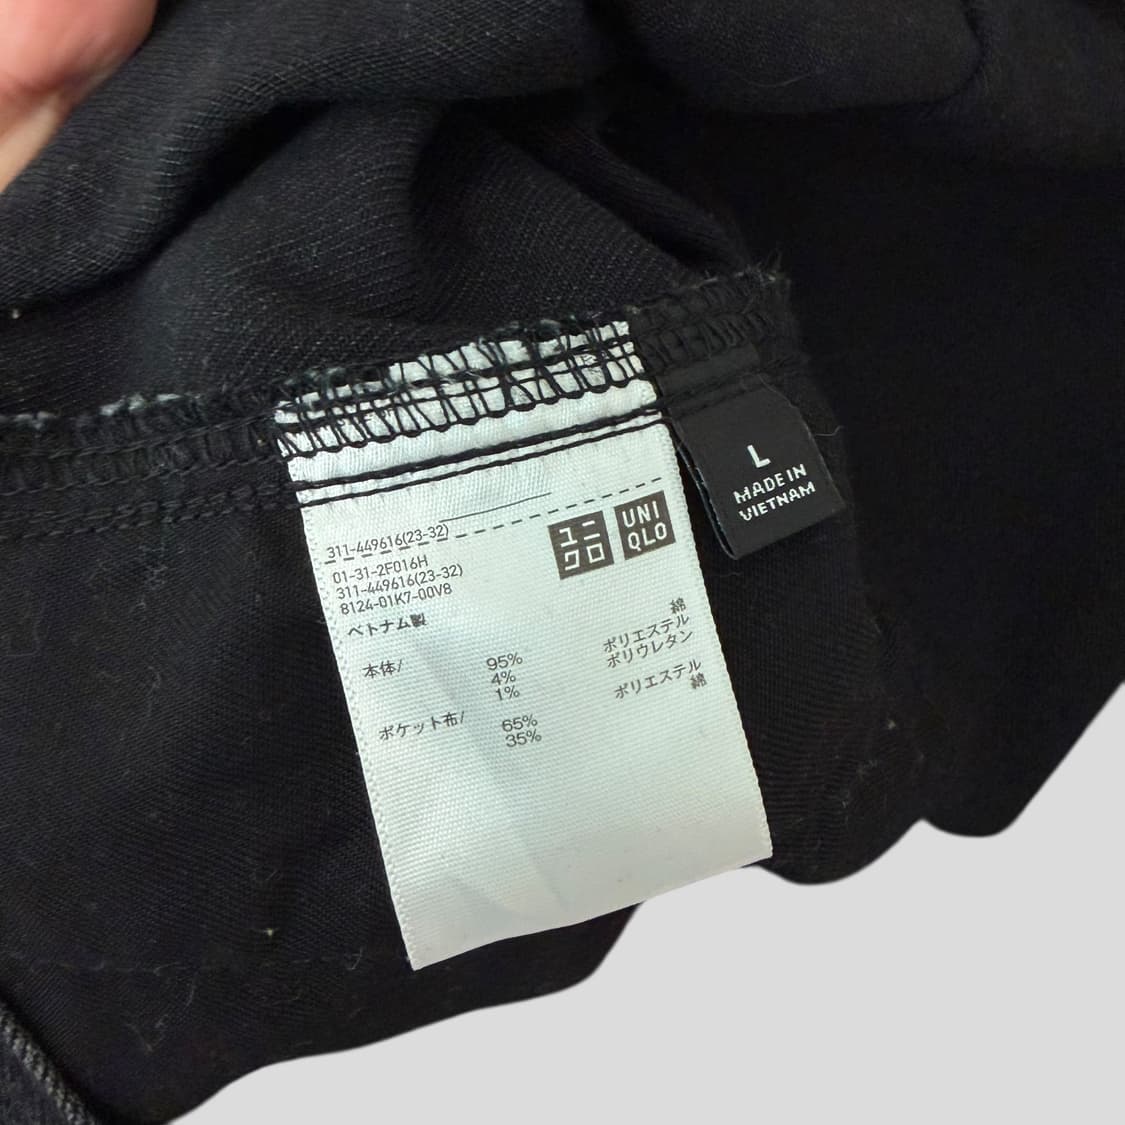 L
MADE IN
VIETNAM
311-449616(23-32)
ユニ
クロ
UNI
QLO
01-31-2F016H
311-449616(23-32)
8124-01K7-00V8
ベトナム製
本体/ 95% 綿
4% ポリエステル
1% ポリウレタン
ポケット布/ 65% ポリエステル
35% 綿